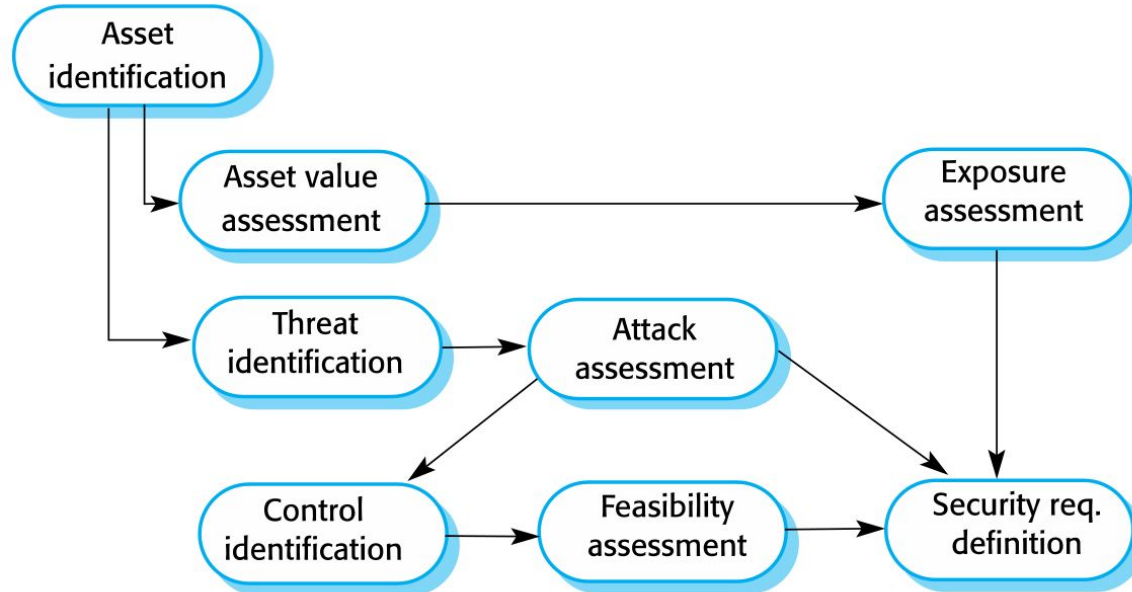 Asset
identification
Asset value
assessment
Exposure
assessment
Threat
identification
Attack
assessment
Control
identification
Feasibility
assessment
Security req.
definition